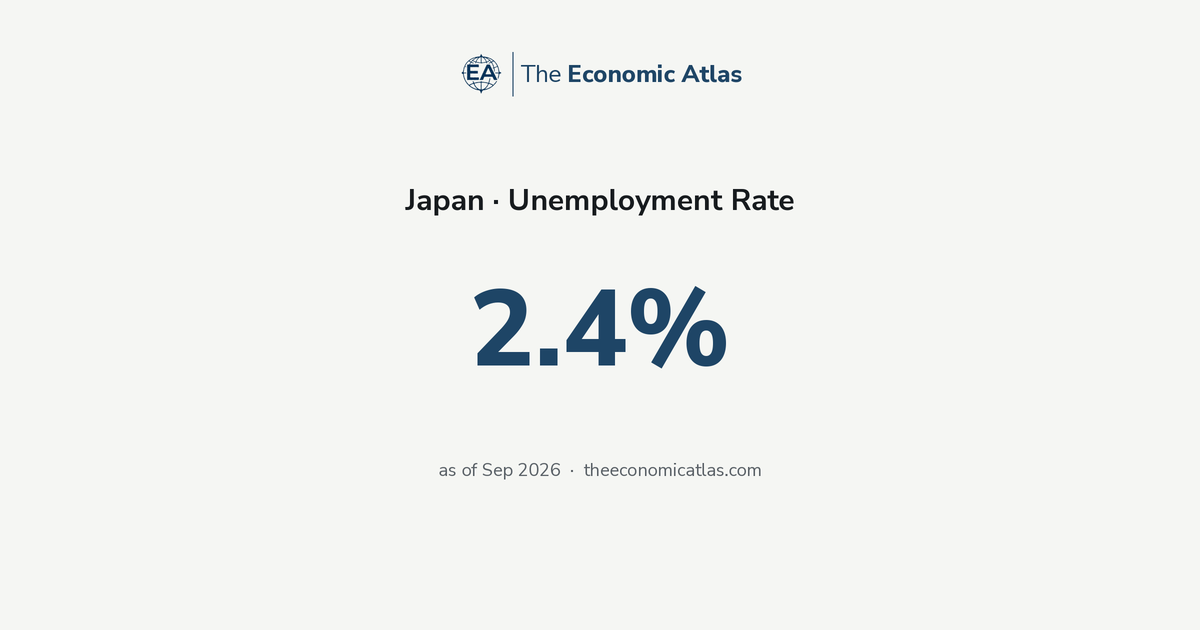 EA The Economic Atlas
Japan · Unemployment Rate
2.4%
as of Sep 2026 · theeconomicatlas.com